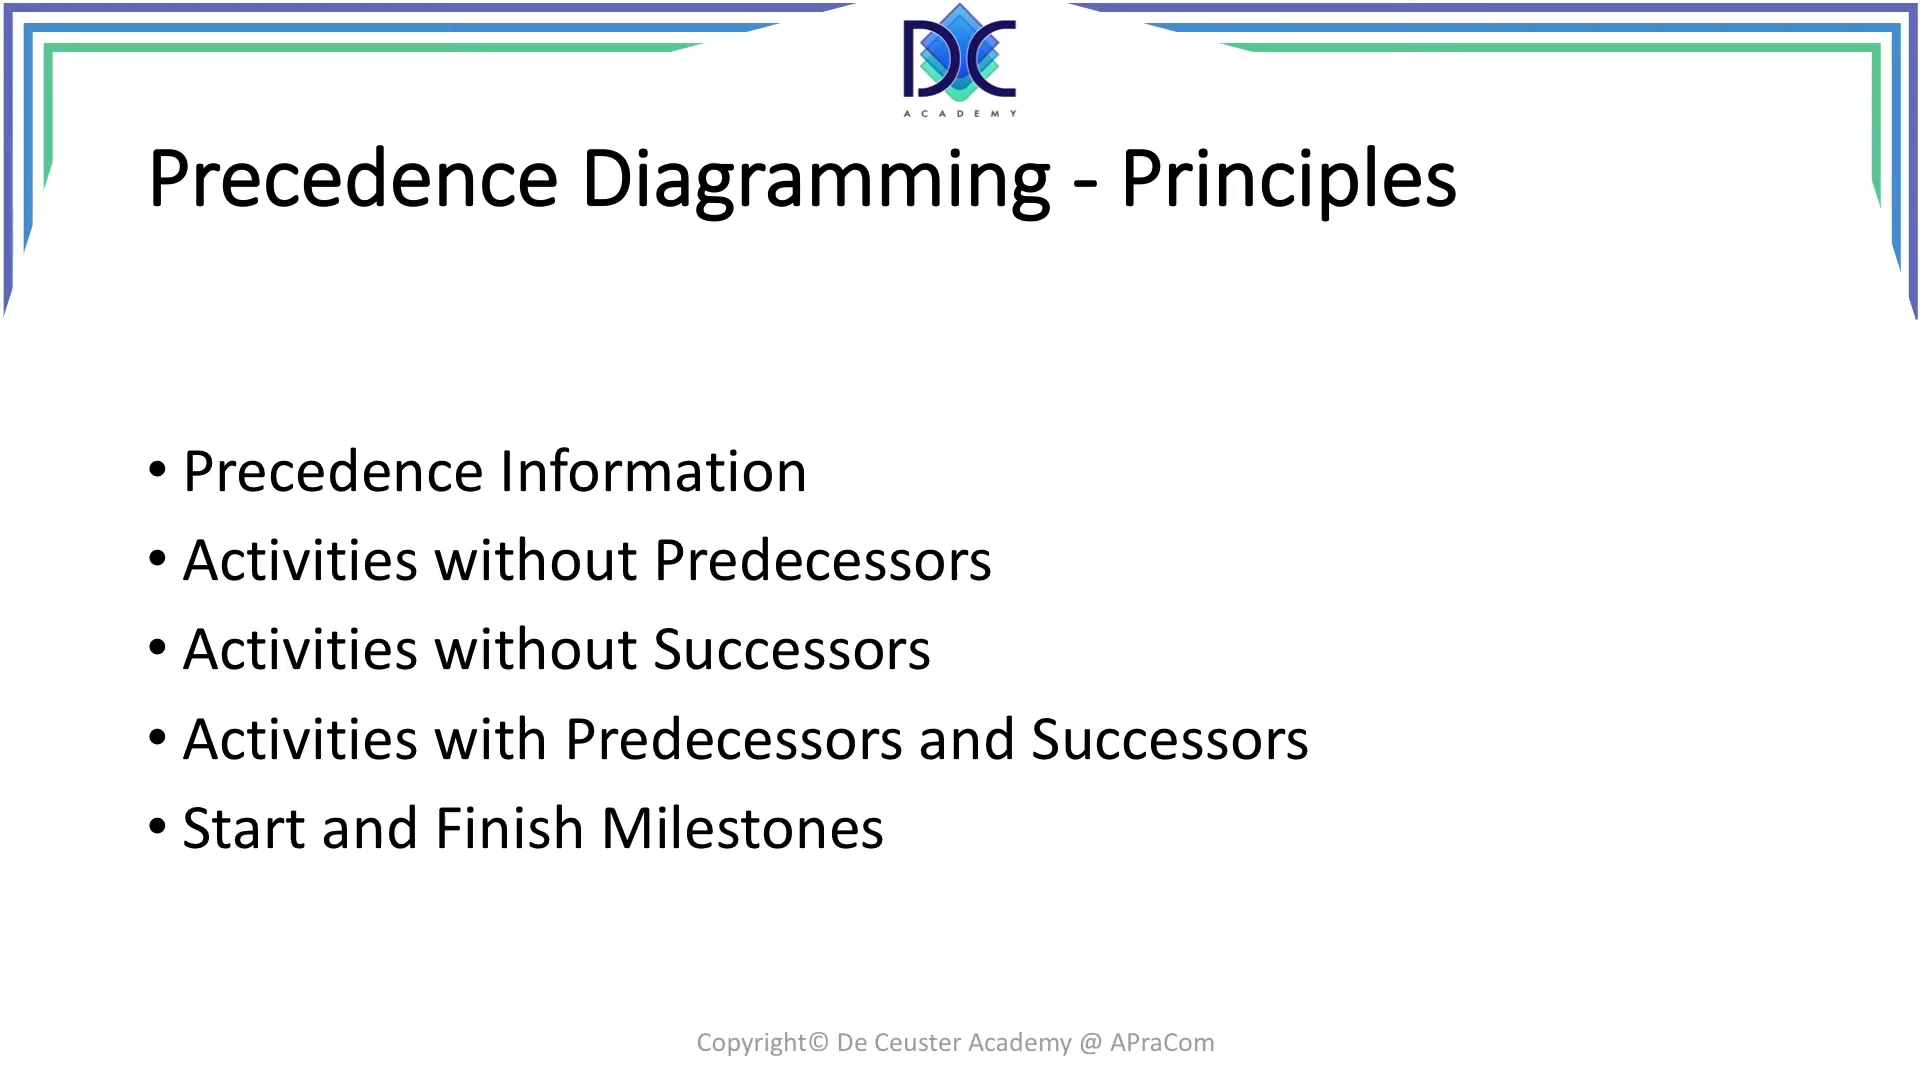 DC
ACADEMY
Precedence Diagramming - Principles
• Precedence Information
• Activities without Predecessors
• Activities without Successors
• Activities with Predecessors and Successors
• Start and Finish Milestones
Copyright© De Ceuster Academy @ APraCom